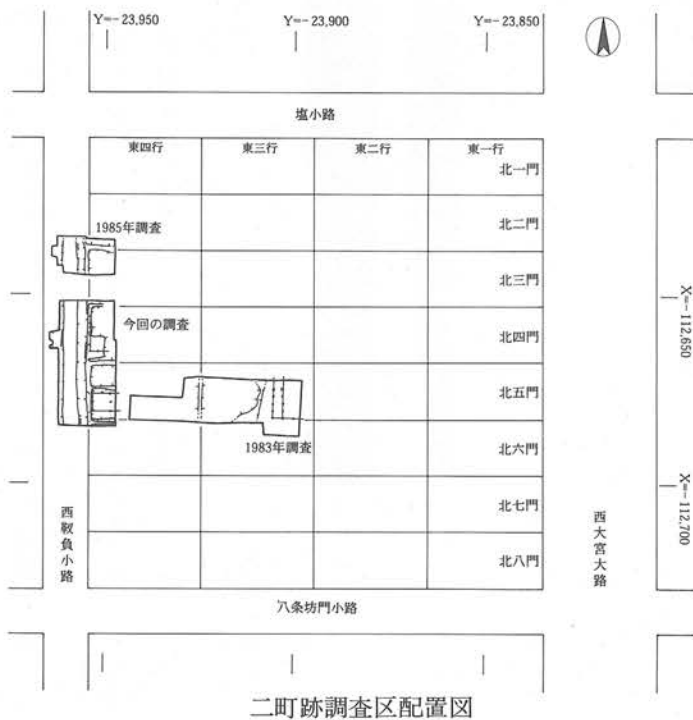 Y=-23,950
Y=-23,900
Y=-23,850
塩小路
東四行
東三行
東二行
東一行
北一門
北二門
北三門
北四門
北五門
北六門
北七門
北八門
1985年調査
今回の調査
1983年調査
X=-112,650
X=-112,700
西靱負小路
西大宮大路
八条坊門小路
二町跡調査区配置図